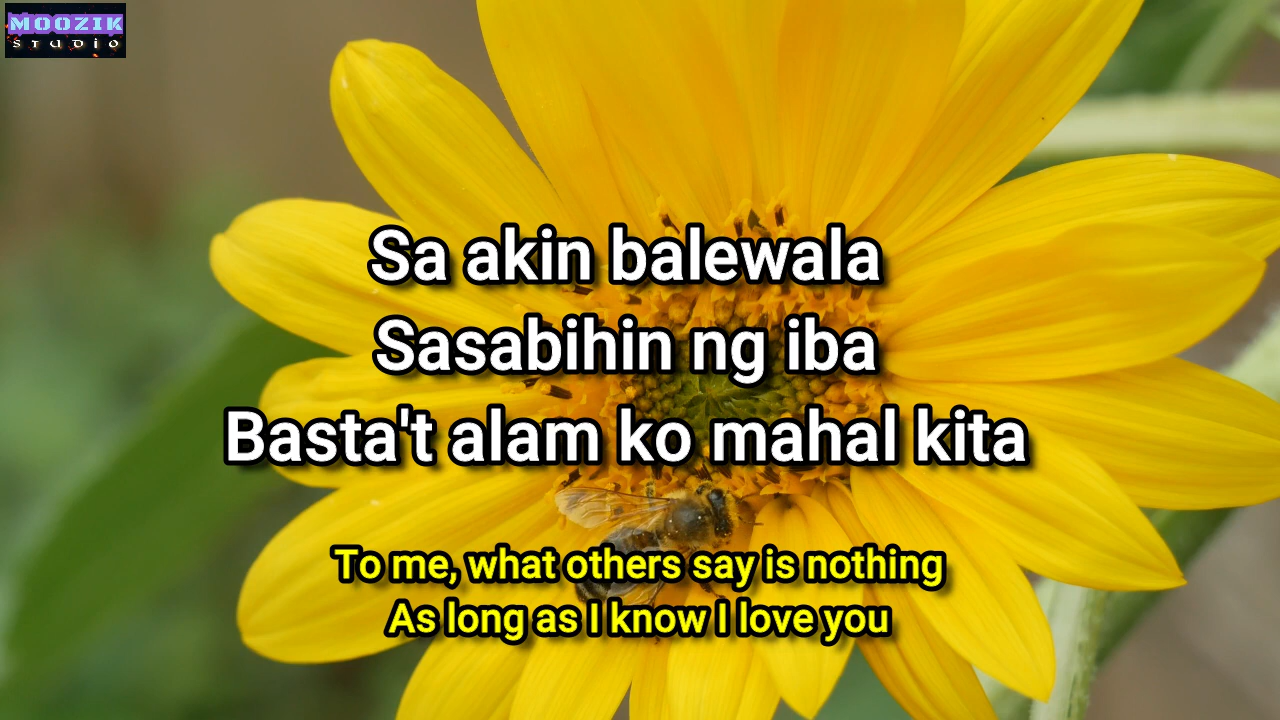 MOOZIK
STUDIO
Sa akin balewala
Sasabihin ng iba
Basta't alam ko mahal kita
To me, what others say is nothing
As long as I know I love you